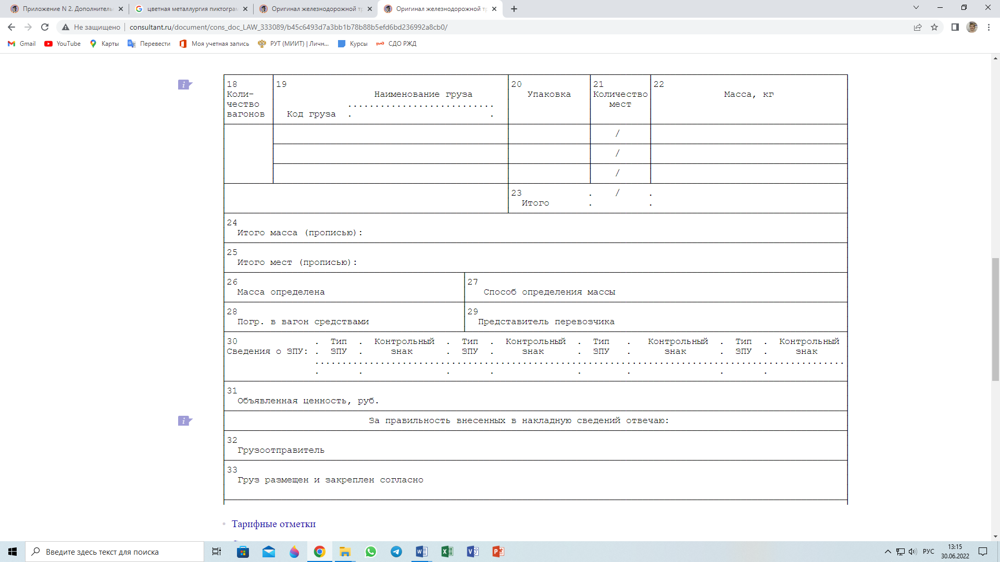 Приложение N 2. Дополнитель
цветная металлургия пиктограм
Оригинал железнодорожной тр
Оригинал железнодорожной тр
Не защищено
consultant.ru/document/cons_doc_LAW_333089/b45c6493d7a3bb1b78b88b5efd6bd236992a8cb0/
Gmail
YouTube
Карты
Перевести
Моя учетная запись
РУТ (МИИТ) | Личн...
Курсы
СДО РЖД
18 19 20 21 22
Коли- Наименование груза Упаковка Количество Масса, кг
чество ........................... мест
вагонов Код груза . .
/
/
/
23 . / .
Итого . .
24
Итого масса (прописью):
25
Итого мест (прописью):
26 27
Масса определена Способ определения массы
28 29
Погр. в вагон средствами Представитель перевозчика
30 . Тип . Контрольный . Тип . Контрольный . Тип . Контрольный . Тип . Контрольный
Сведения о ЗПУ: . ЗПУ . знак . ЗПУ . знак . ЗПУ . знак . ЗПУ . знак
.................................................................................................
. . . . . . . .
31
Объявленная ценность, руб.
За правильность внесенных в накладную сведений отвечаю:
32
Грузоотправитель
33
Груз размещен и закреплен согласно
Тарифные отметки
Введите здесь текст для поиска
РУС
13:15
30.06.2022